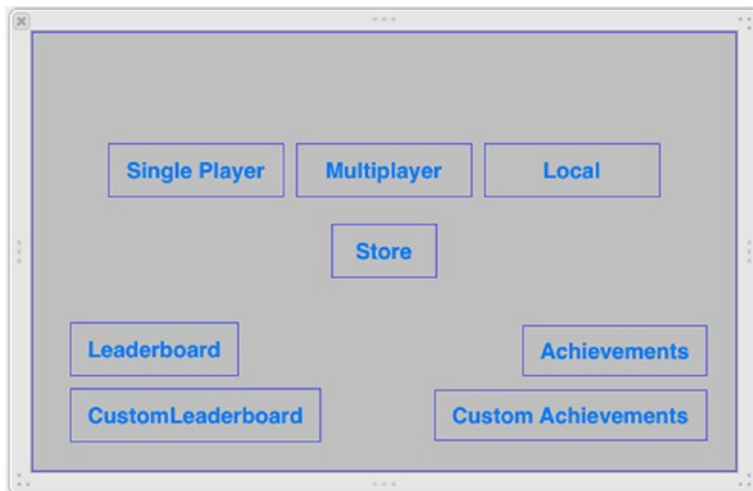 Single Player
Multiplayer
Local
Store
Leaderboard
Achievements
CustomLeaderboard
Custom Achievements